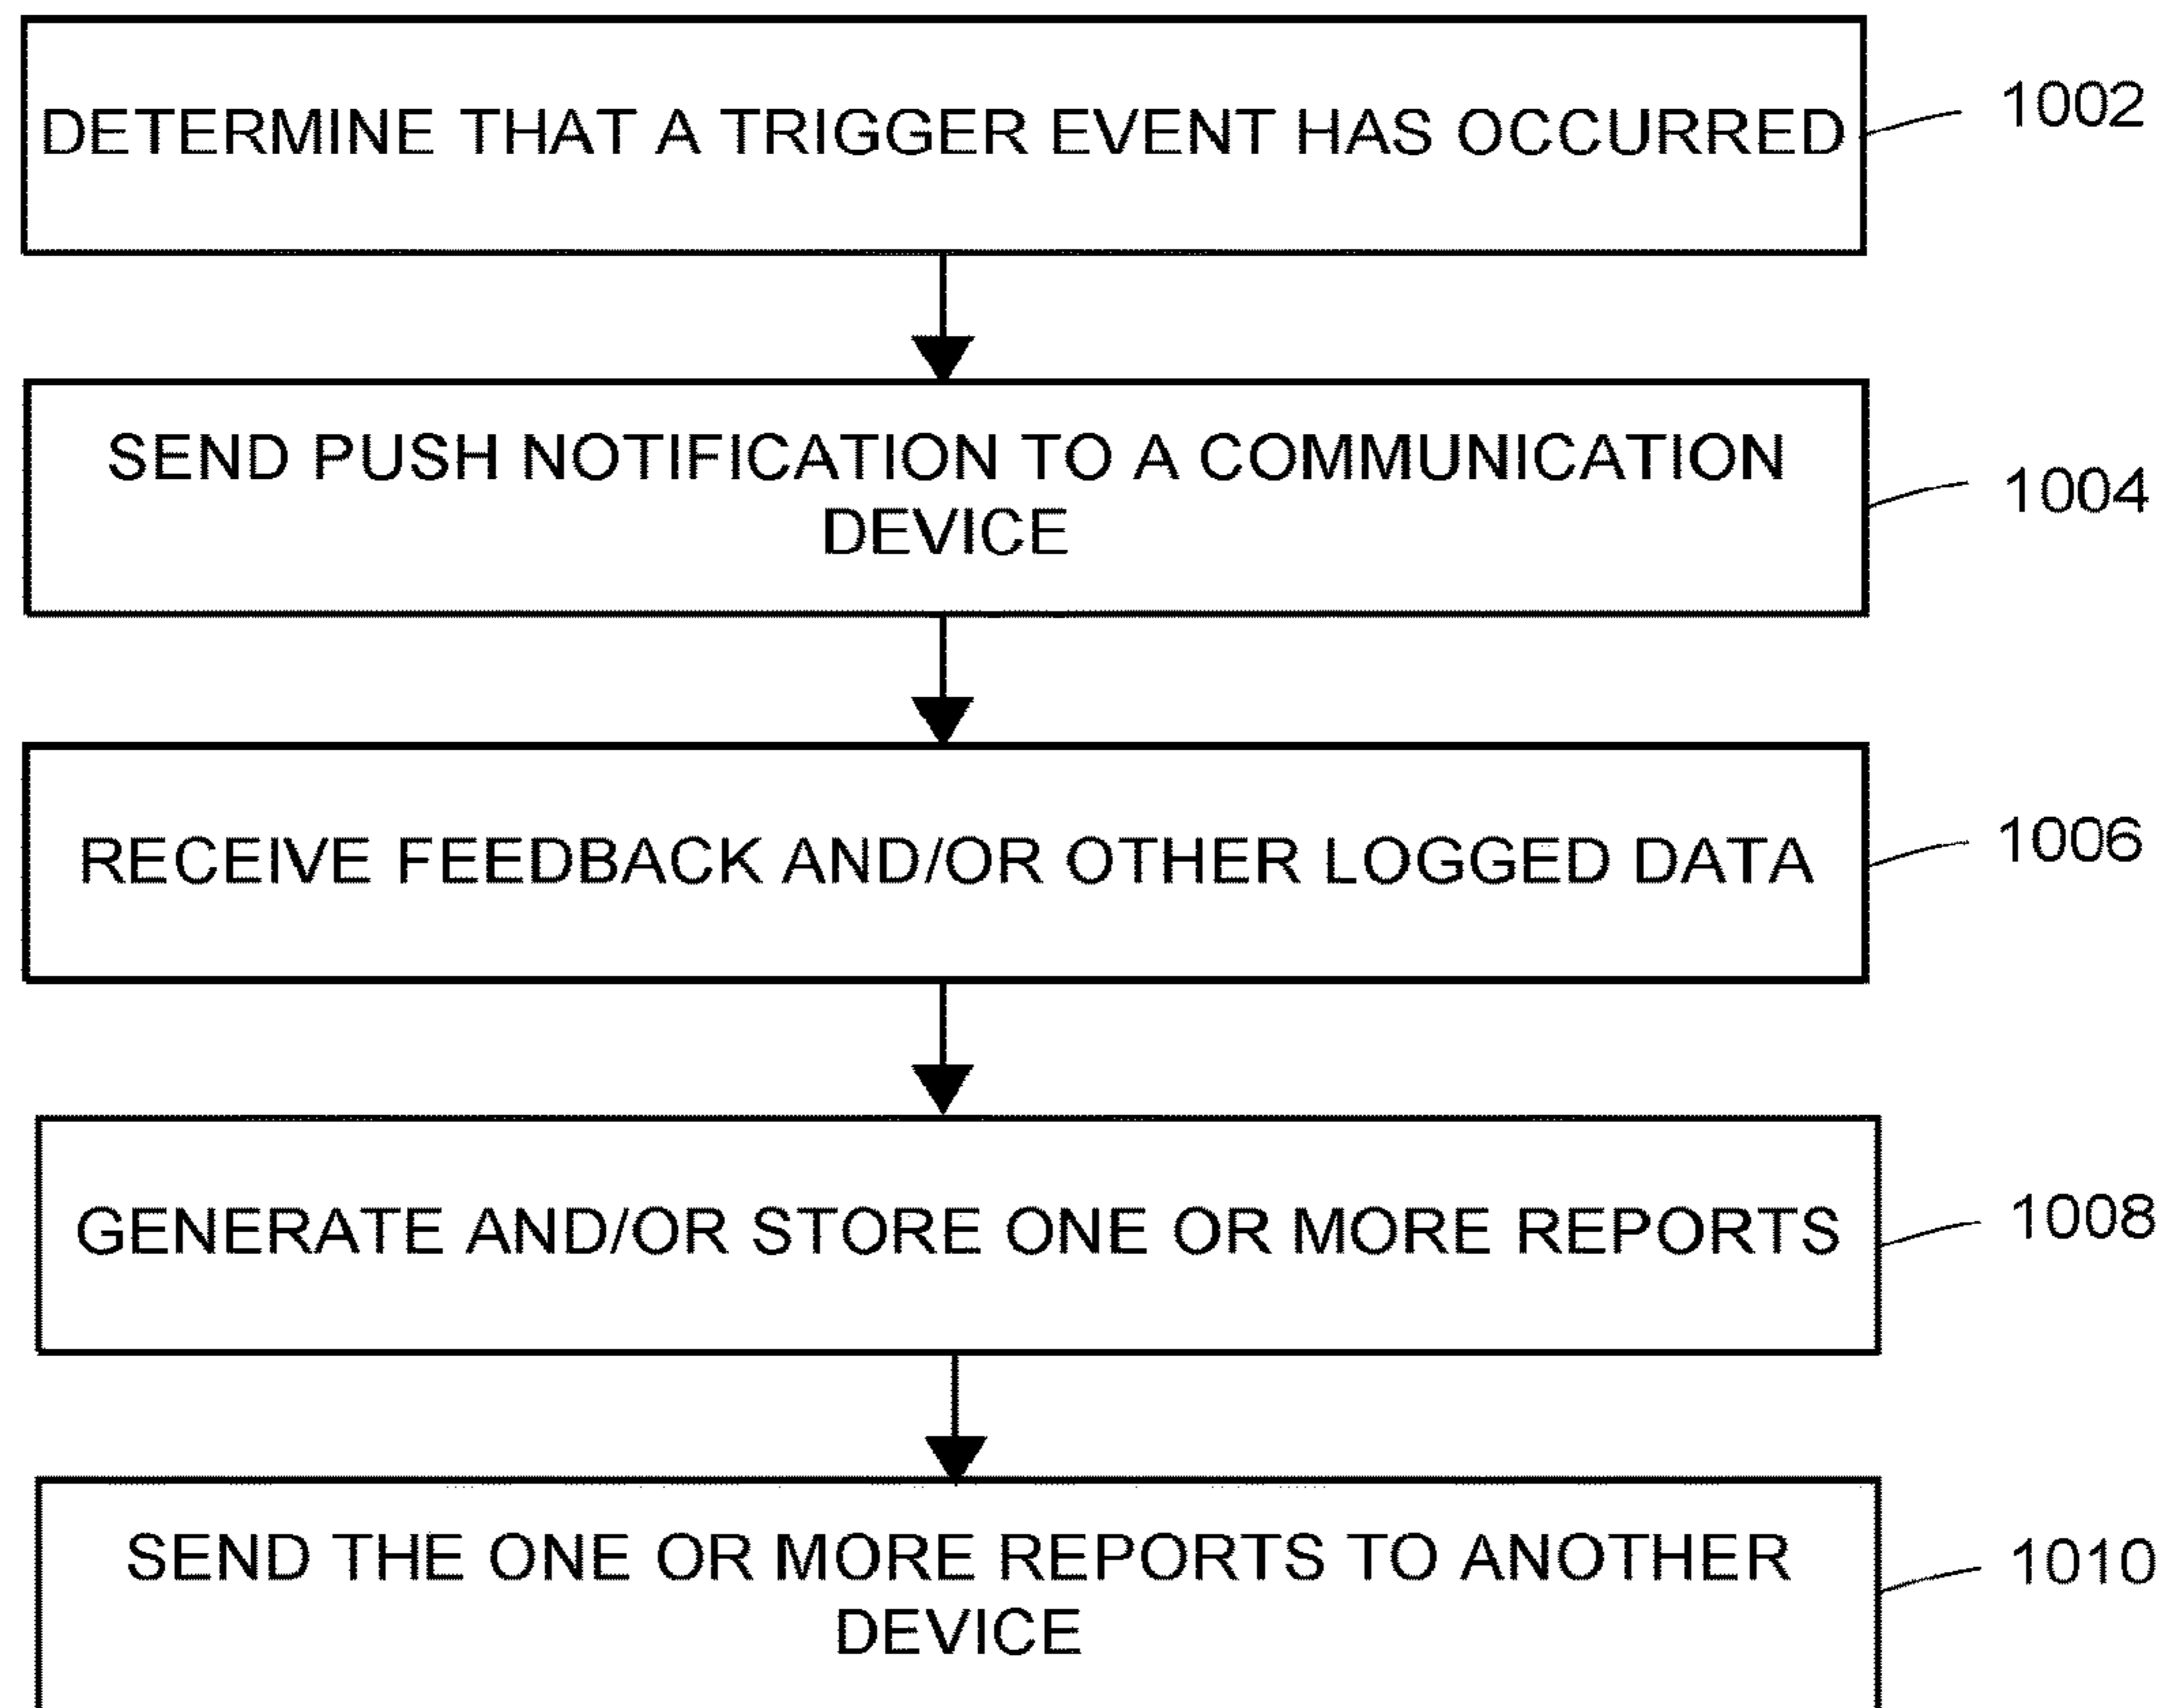 DETERMINE THAT A TRIGGER EVENT HAS OCCURRED
1002
SEND PUSH NOTIFICATION TO A COMMUNICATION
DEVICE
1004
RECEIVE FEEDBACK AND/OR OTHER LOGGED DATA
1006
GENERATE AND/OR STORE ONE OR MORE REPORTS
1008
SEND THE ONE OR MORE REPORTS TO ANOTHER
DEVICE
1010